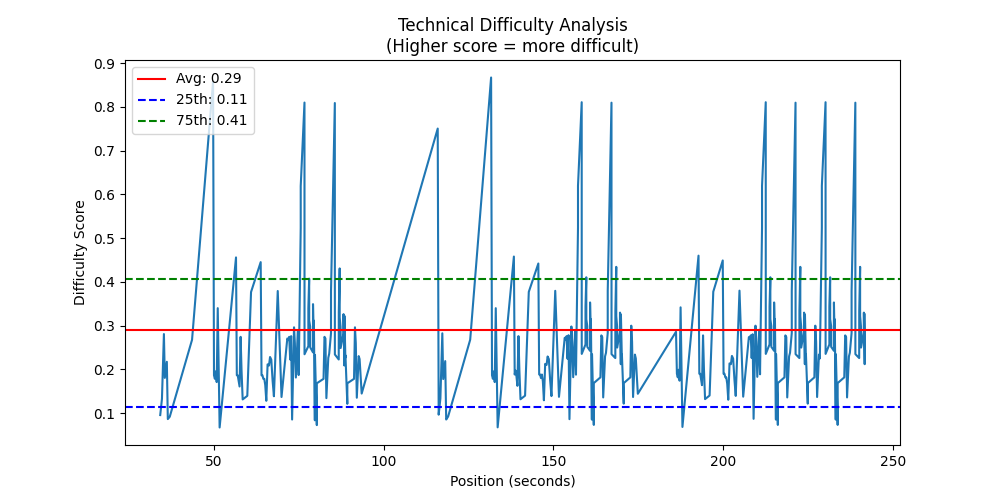 Technical Difficulty Analysis
(Higher score = more difficult)
Avg: 0.29
25th: 0.11
75th: 0.41
0.9
0.8
0.7
0.6
0.5
0.4
0.3
0.2
0.1
Difficulty Score
50
100
150
200
250
Position (seconds)